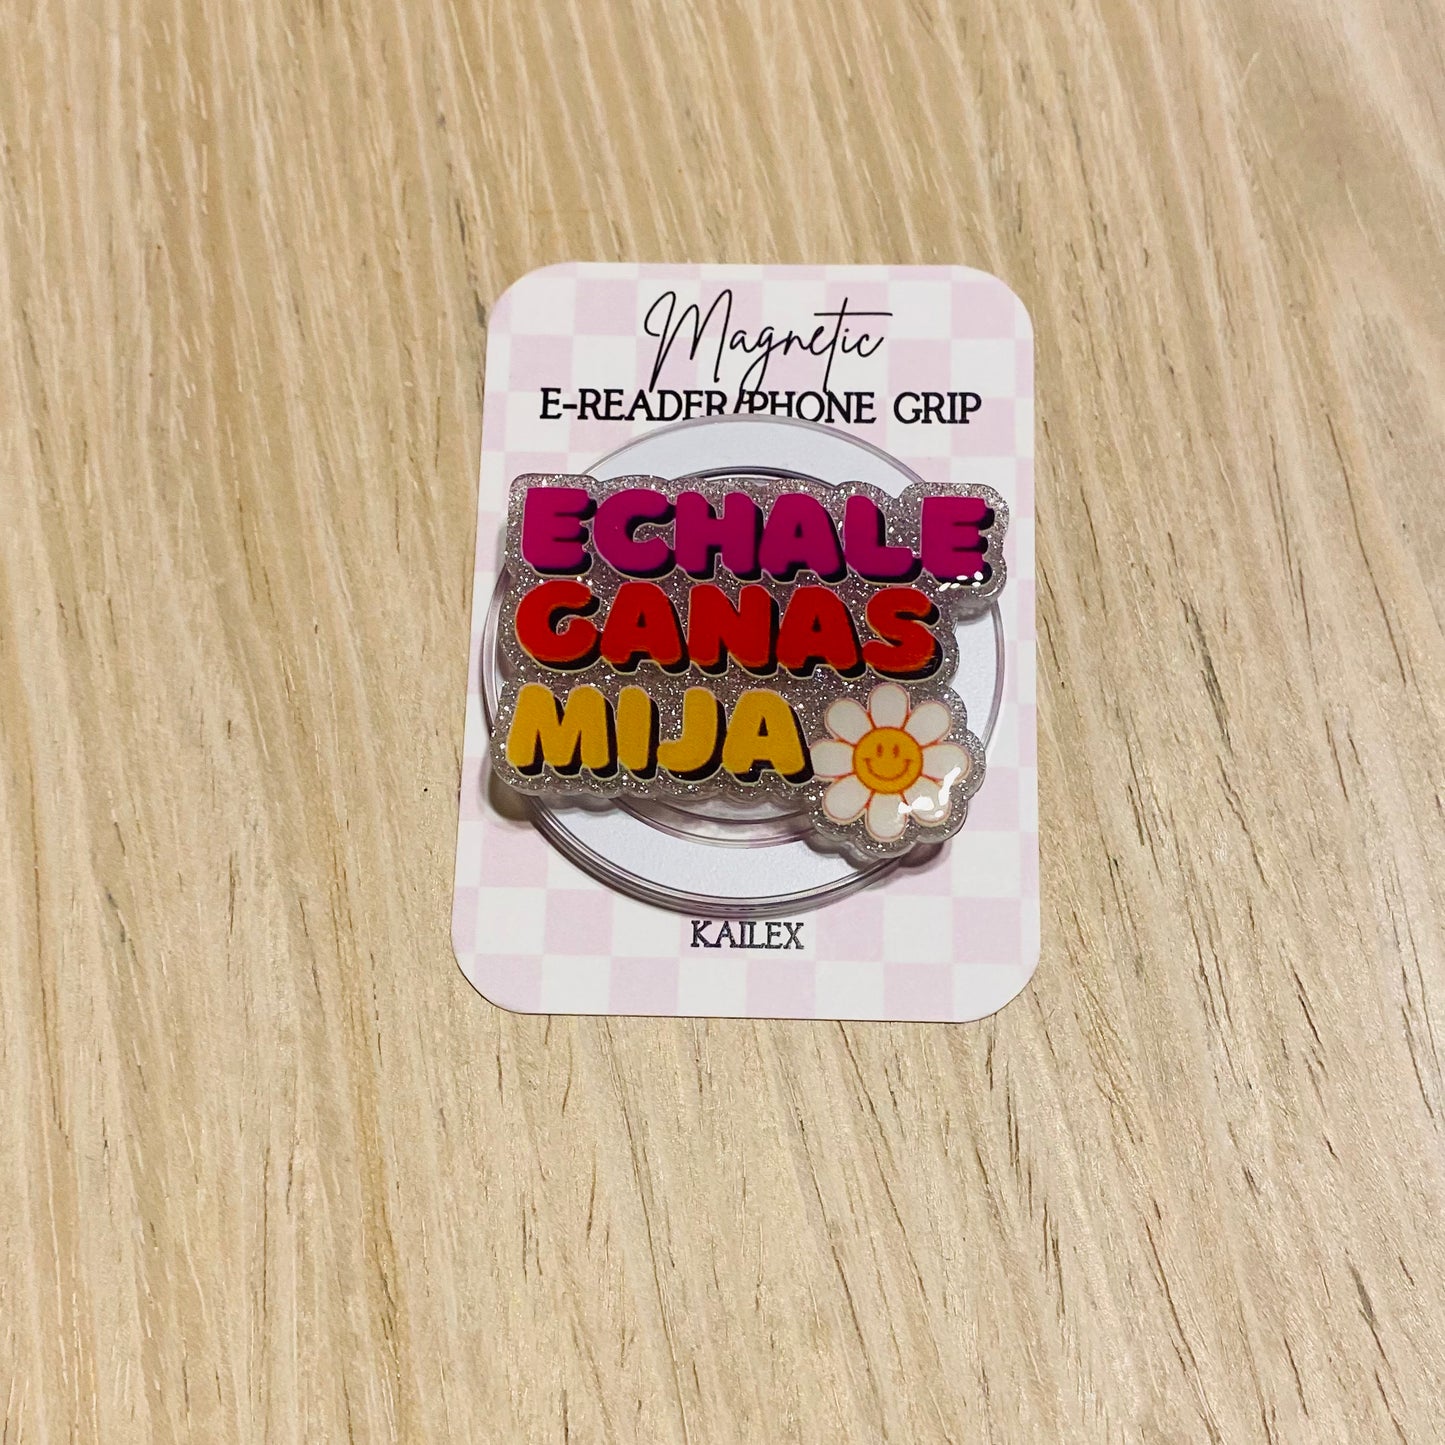 Magnetic
E-READER/PHONE GRIP
ECHALE
GANAS
MIJA
KAILEX